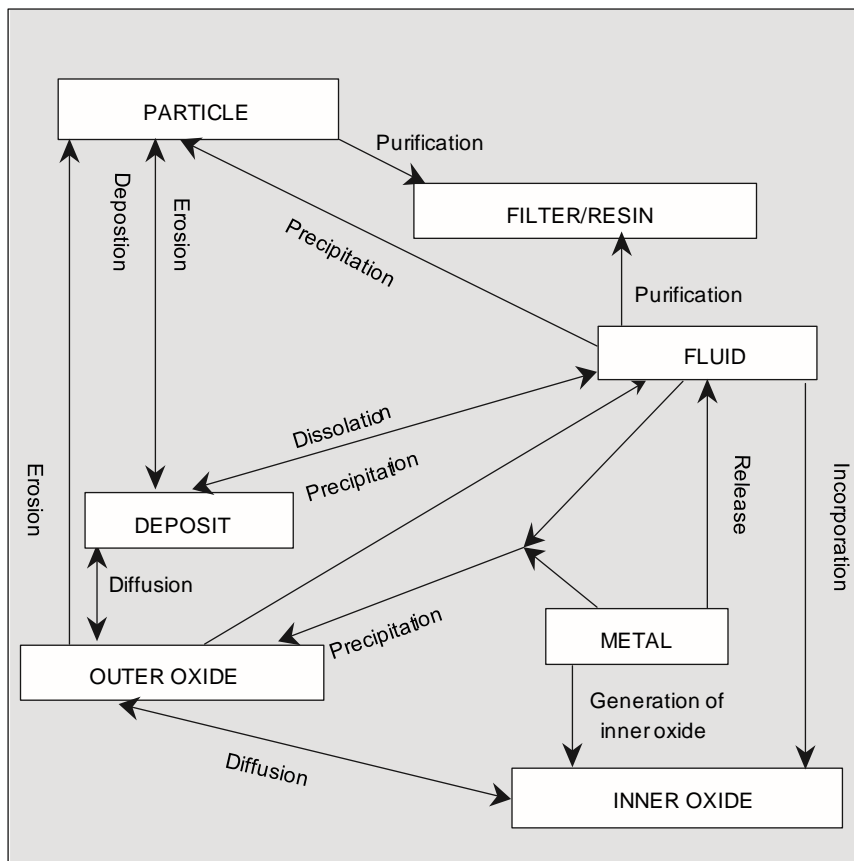 PARTICLE
Purification
FILTER/RESIN
Depostion
Erosion
Precipitation
Purification
FLUID
Dissolation
Precipitation
Erosion
Release
Incorporation
DEPOSIT
Diffusion
Precipitation
METAL
OUTER OXIDE
Generation of
inner oxide
Diffusion
INNER OXIDE